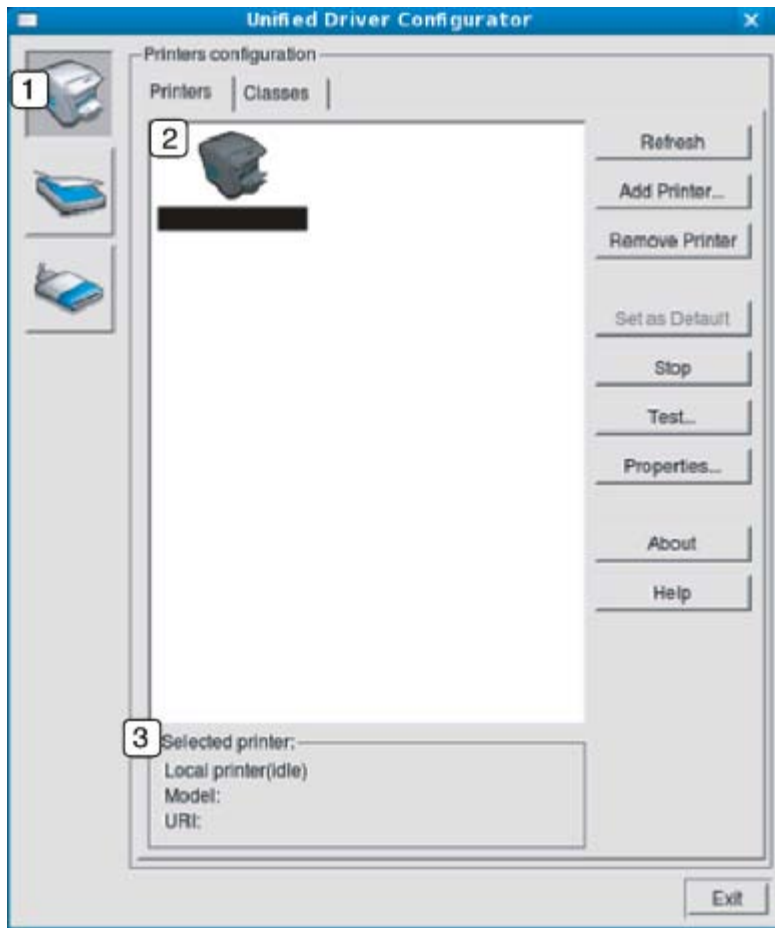 Unified Driver Configurator
Printers configuration
1
Printers
Classes
2
Refresh
Add Printer...
Remove Printer
Set as Default
Stop
Test...
Properties...
About
Help
3
Selected printer:
Local printer(idle)
Model:
URI:
Exit